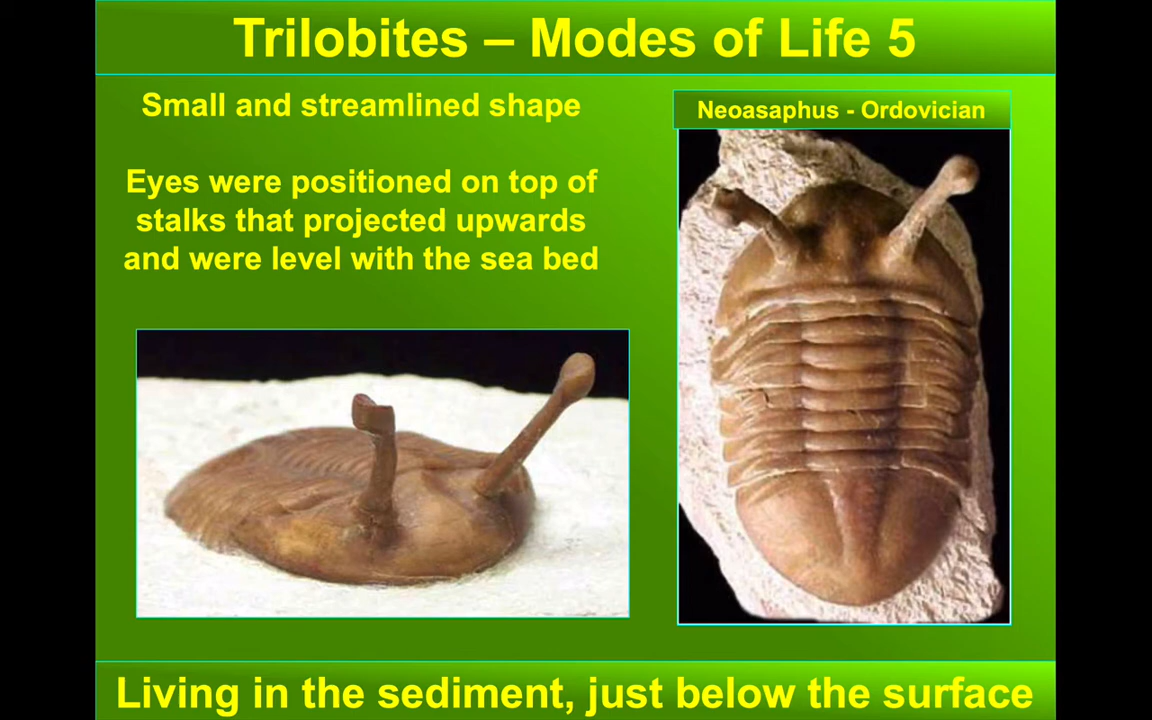 Trilobites – Modes of Life 5
Small and streamlined shape
Eyes were positioned on top of
stalks that projected upwards
and were level with the sea bed
Neoasaphus - Ordovician
Living in the sediment, just below the surface